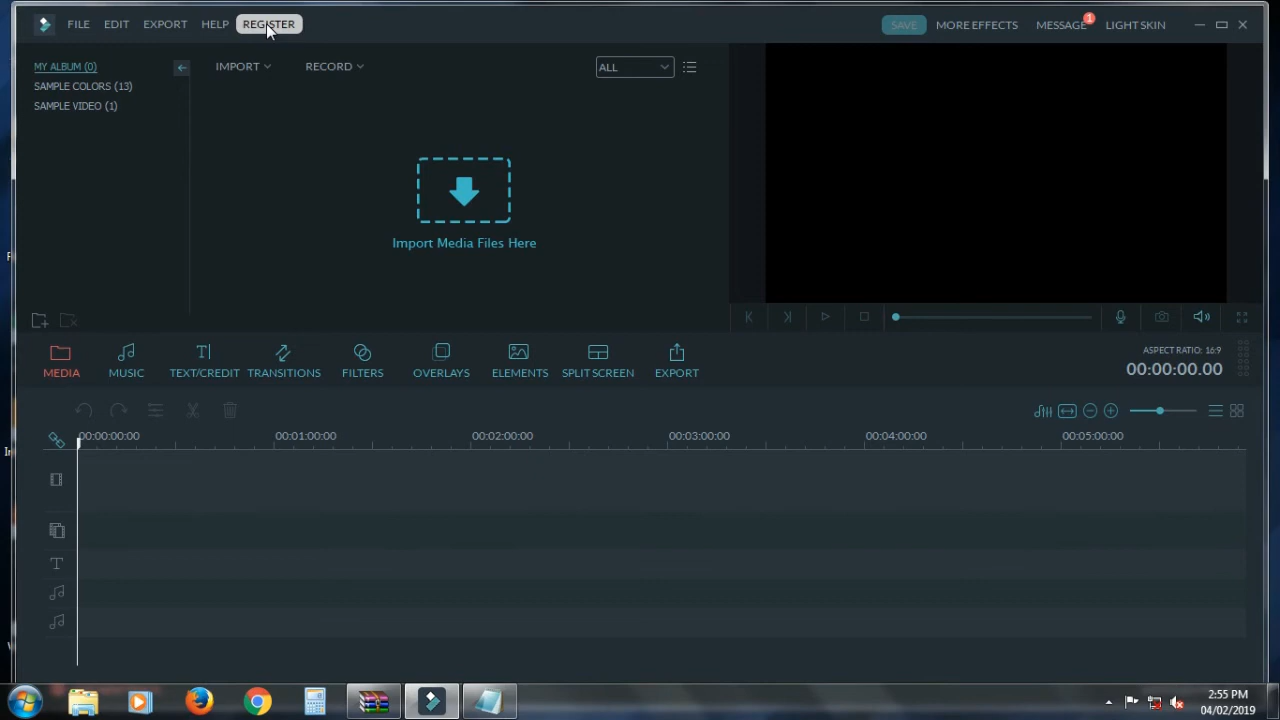 FILE EDIT EXPORT HELP REGISTER SAVE MORE EFFECTS MESSAGE 1 LIGHT SKIN
MY ALBUM (0) IMPORT RECORD ALL
SAMPLE COLORS (13)
SAMPLE VIDEO (1)
Import Media Files Here
MEDIA MUSIC TEXT/CREDIT TRANSITIONS FILTERS OVERLAYS ELEMENTS SPLIT SCREEN EXPORT
ASPECT RATIO: 16:9
00:00:00.00
00:00:00:00 00:01:00:00 00:02:00:00 00:03:00:00 00:04:00:00 00:05:00:00
2:55 PM
04/02/2019